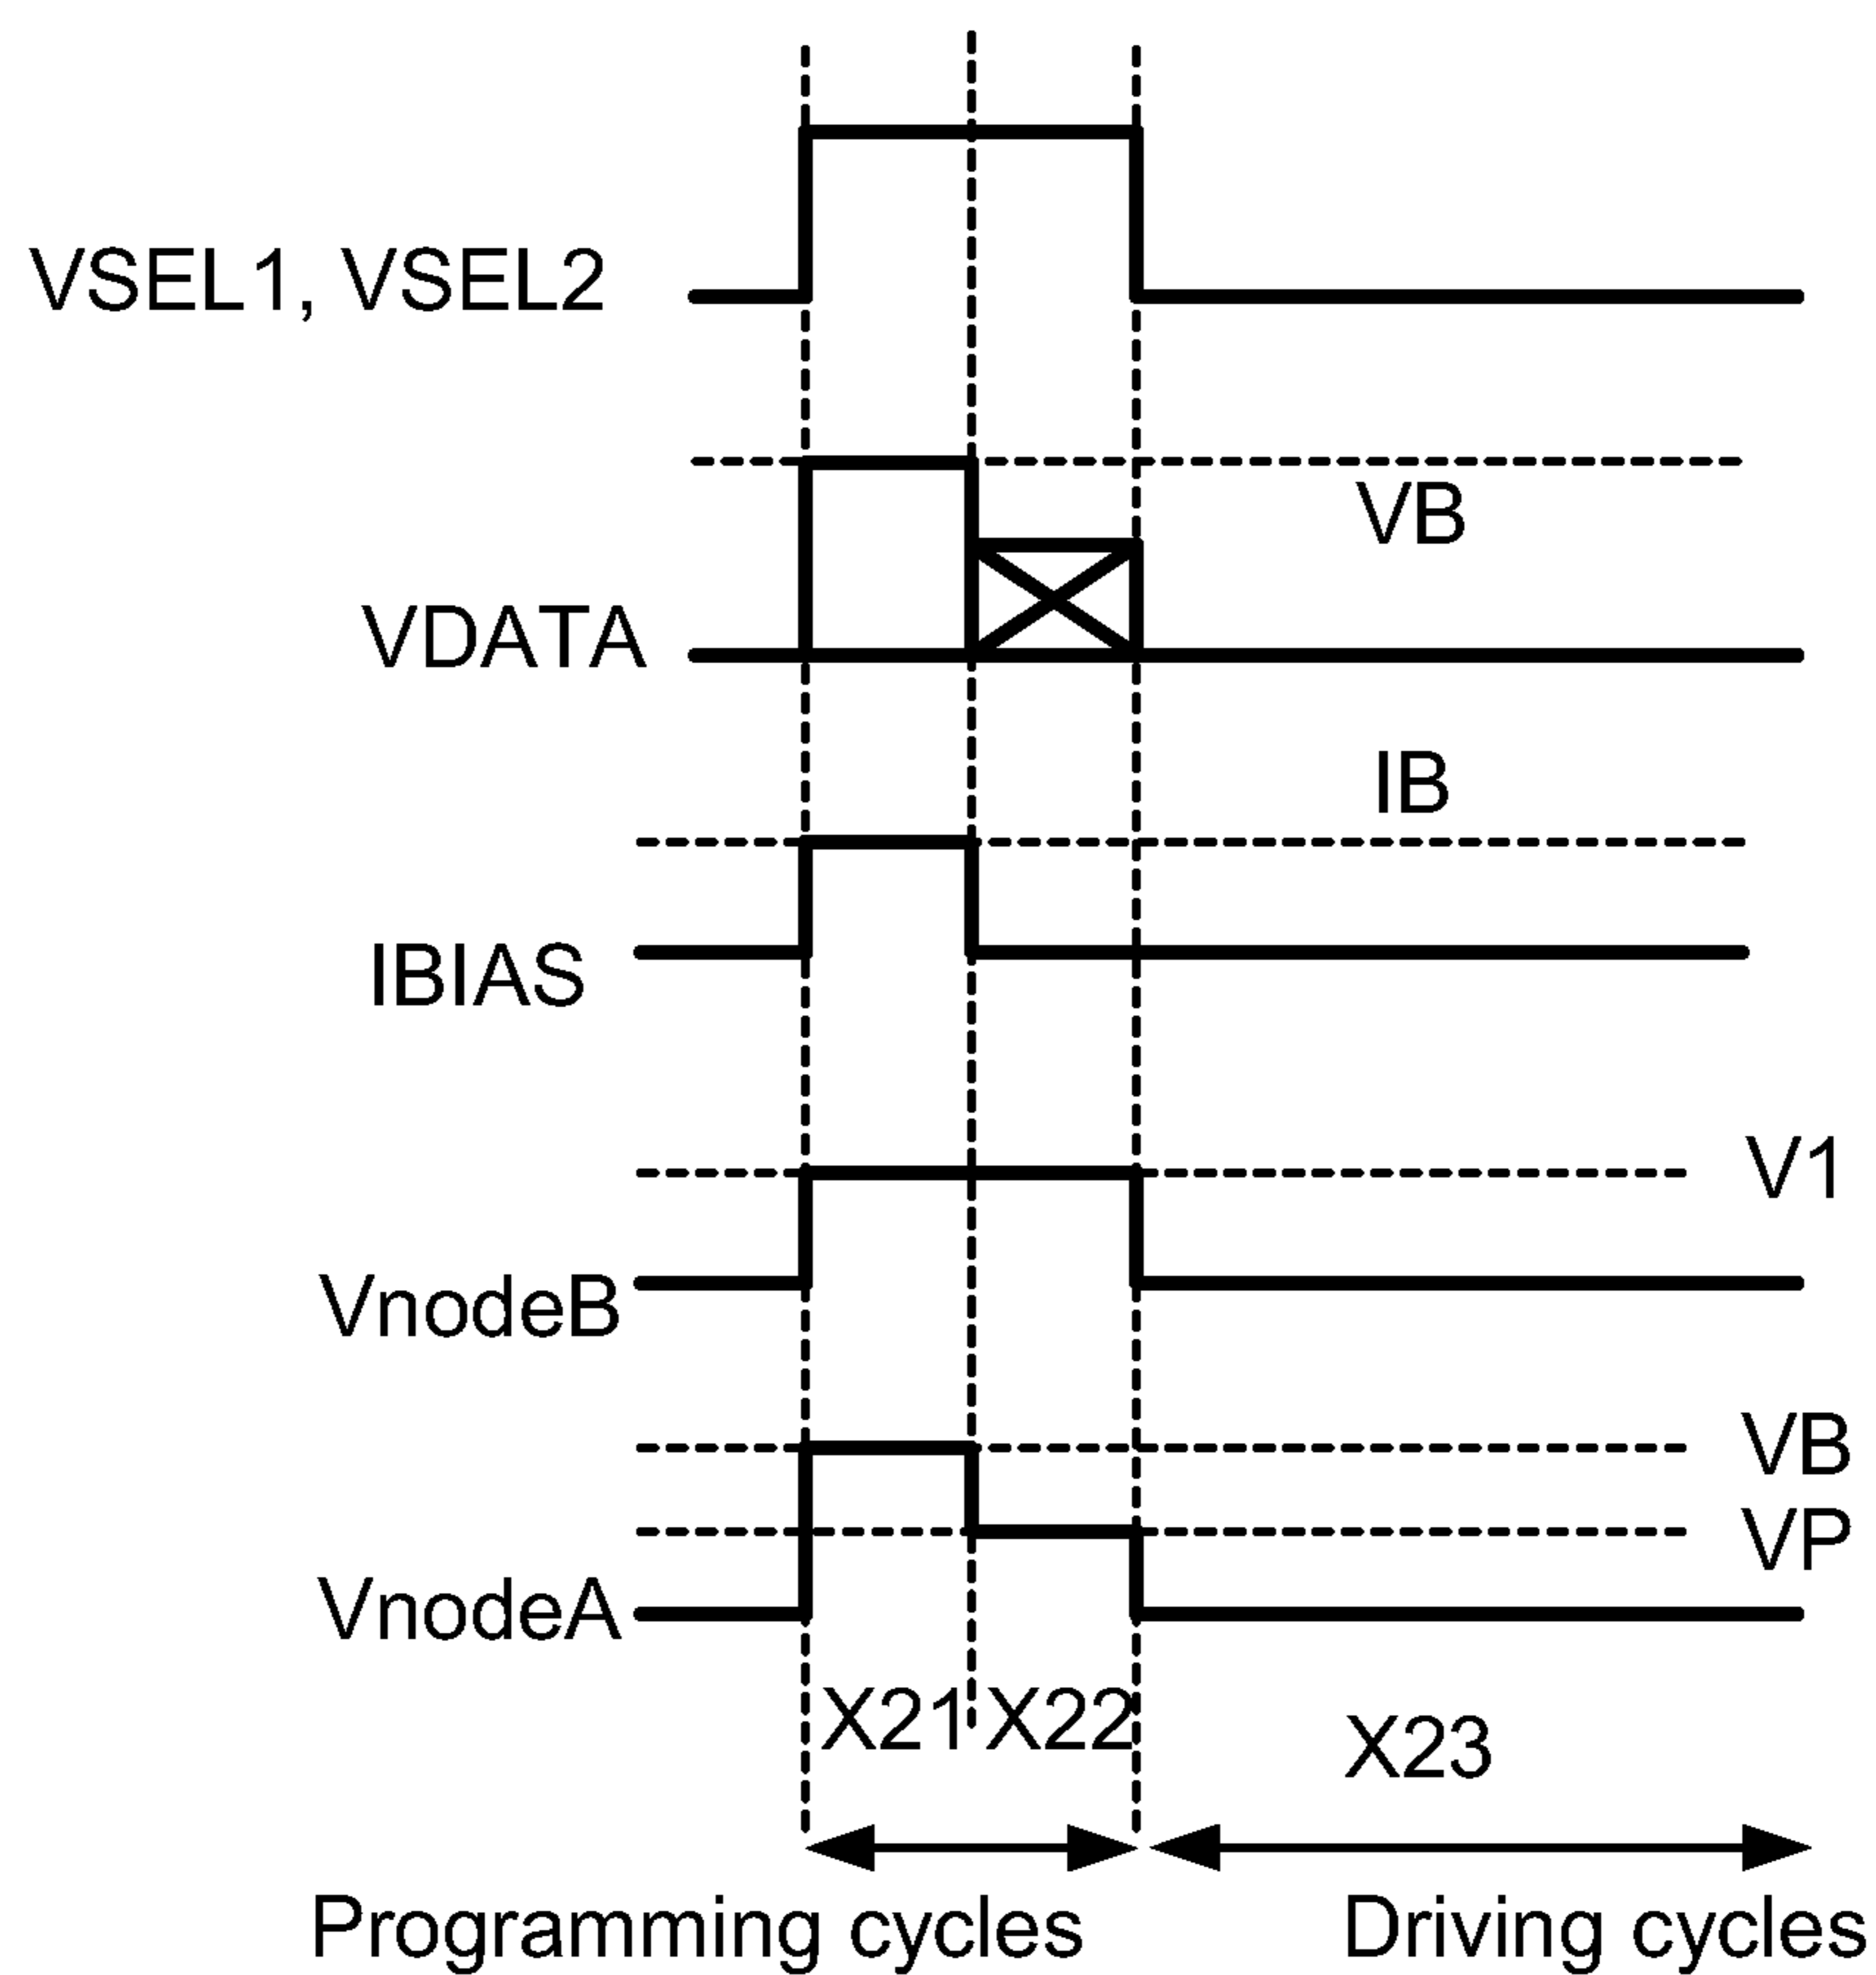 VSEL1, VSEL2
VB
VDATA
IB
IBIAS
V1
VnodeB
VB
VP
VnodeA
X21 X22
X23
Programming cycles
Driving cycles